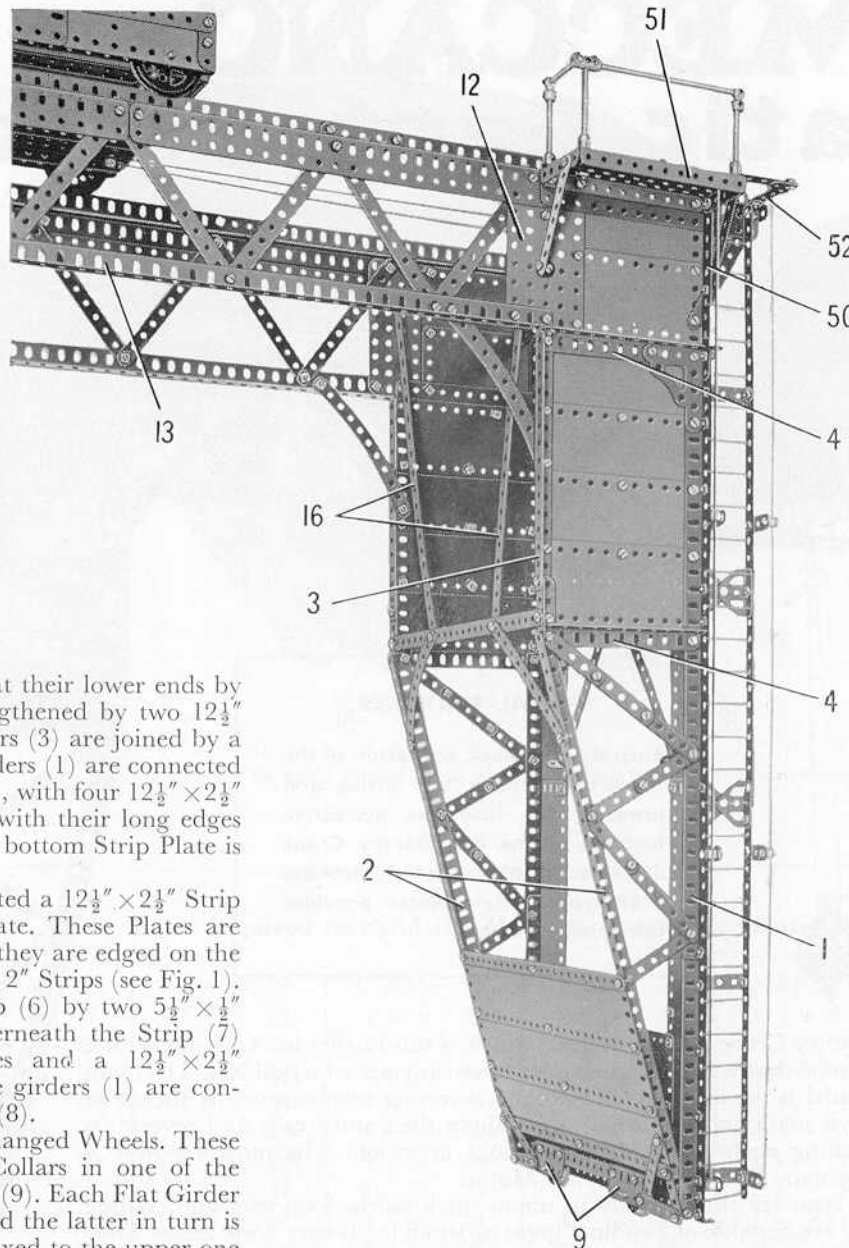 51
12
52
50
13
4
16
3
4
2
1
9
at their lower ends by
gthened by two 12½″
rs (3) are joined by a
ders (1) are connected
, with four 12½″ × 2½″
with their long edges
bottom Strip Plate is
ted a 12½″ × 2½″ Strip
ate. These Plates are
they are edged on the
2″ Strips (see Fig. 1).
p (6) by two 5½″ × ½″
erneath the Strip (7)
es and a 12½″ × 2½″
e girders (1) are con-
(8).
anged Wheels. These
Collars in one of the
(9). Each Flat Girder
d the latter in turn is
xed to the upper one